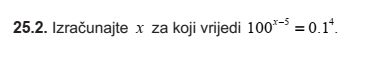 25.2. Izračunajte x za koji vrijedi 100^{x-5} = 0.1^4.